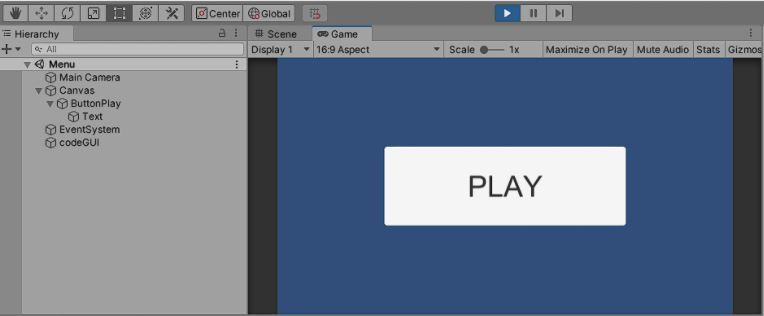 Center Global
Hierarchy
All
Menu
Main Camera
Canvas
ButtonPlay
Text
EventSystem
codeGUI
Scene Game
Display 1 16:9 Aspect Scale 1x Maximize On Play Mute Audio Stats Gizmos
PLAY